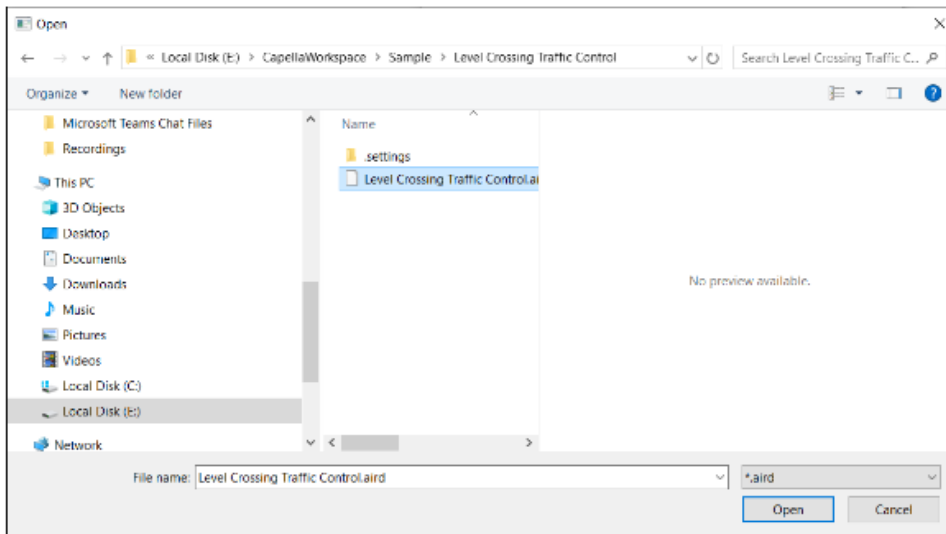 Open
« Local Disk (E:) > CapellaWorkspace > Sample > Level Crossing Traffic Control
Search Level Crossing Traffic C...
Organize
New folder
Microsoft Teams Chat Files
Recordings
This PC
3D Objects
Desktop
Documents
Downloads
Music
Pictures
Videos
Local Disk (C:)
Local Disk (E:)
Network
Name
.settings
Level Crossing Traffic Control.ai
No preview available.
File name:
Level Crossing Traffic Control.aird
*.aird
Open
Cancel